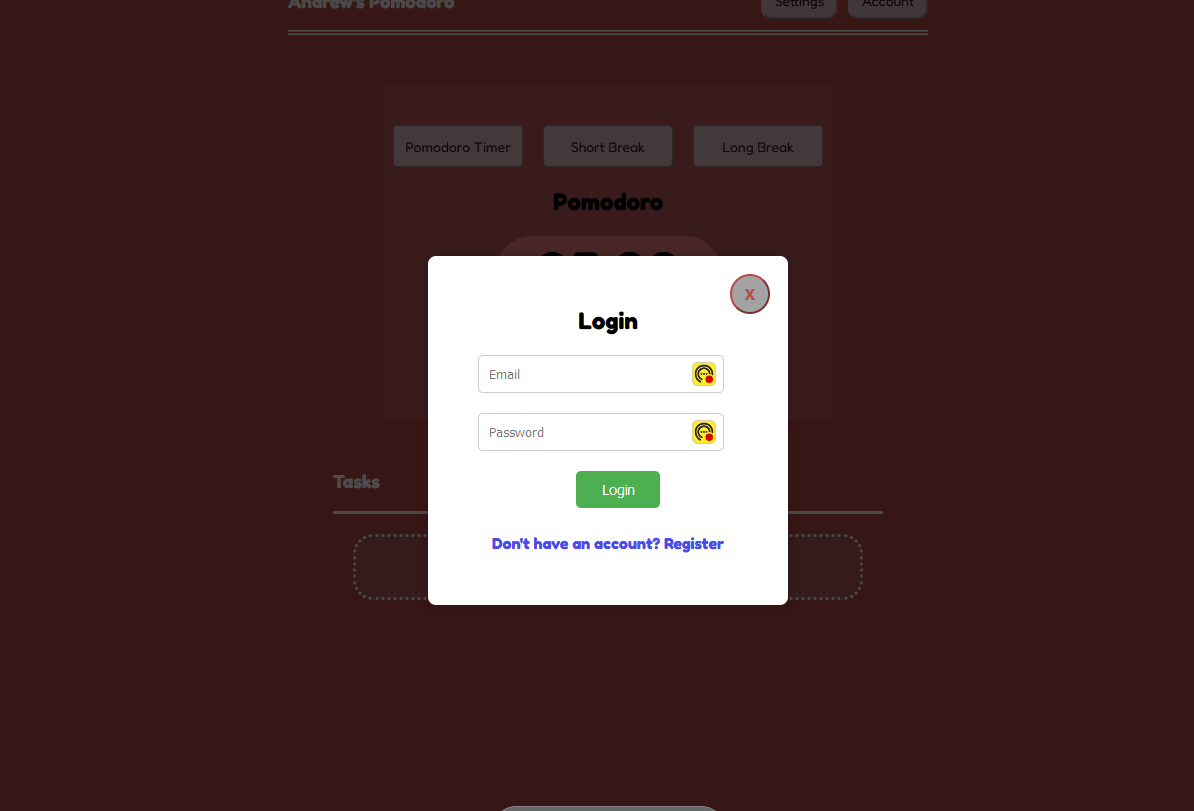 Andrew's Pomodoro
Settings
Account
Pomodoro Timer
Short Break
Long Break
Pomodoro
X
Login
Email
Password
Login
Don't have an account? Register
Tasks